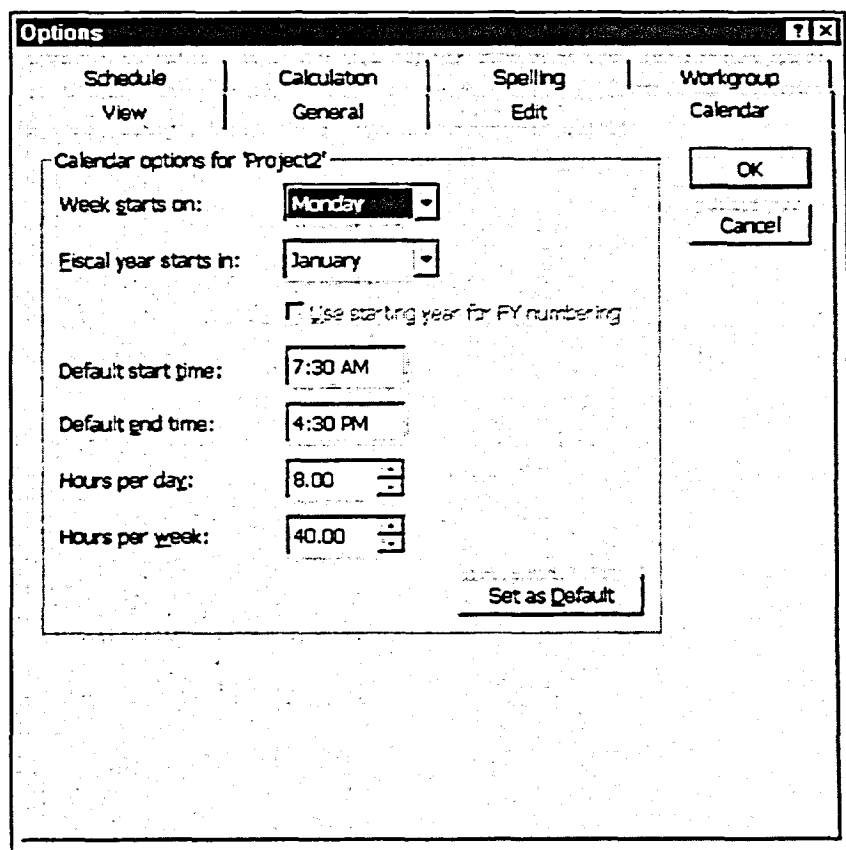 Options
Schedule Calculation Spelling Workgroup
View General Edit Calendar
Calendar options for 'Project2'
OK
Week starts on: Monday
Cancel
Fiscal year starts in: January
Use starting year for FY numbering
Default start time: 7:30 AM
Default end time: 4:30 PM
Hours per day: 8.00
Hours per week: 40.00
Set as Default